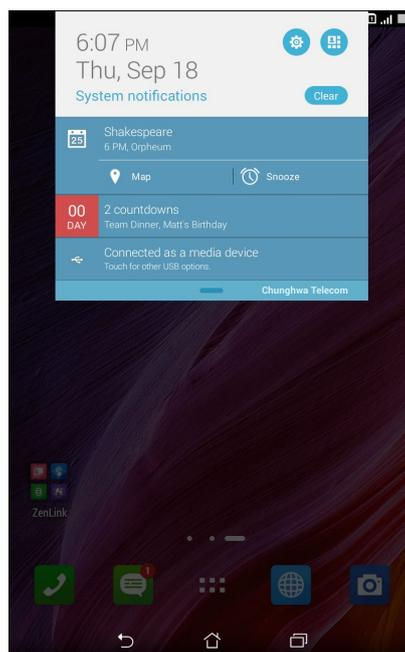 6:07 PM
Thu, Sep 18
System notifications
Clear
25
Shakespeare
6 PM, Orpheum
Map
Snooze
00
DAY
2 countdowns
Team Dinner, Matt's Birthday
Connected as a media device
Touch for other USB options.
Chunghwa Telecom
ZenLink
1